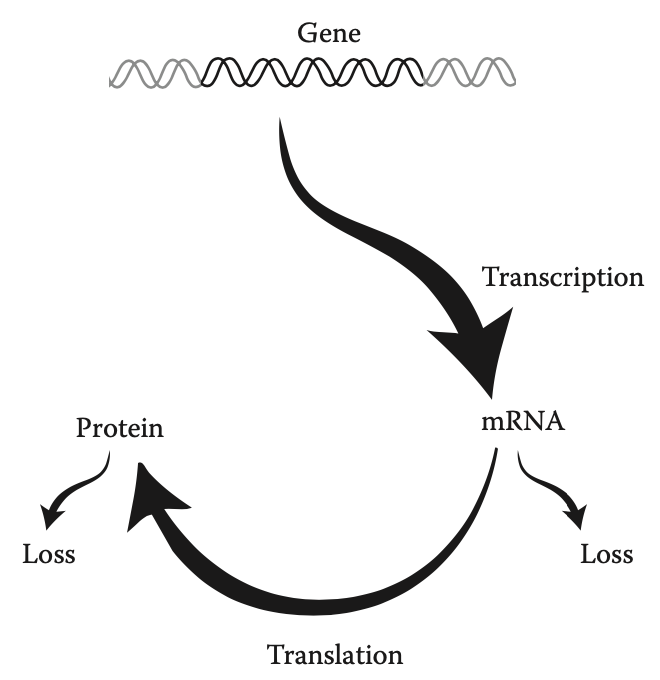 Gene
Transcription
mRNA
Protein
Loss
Loss
Translation